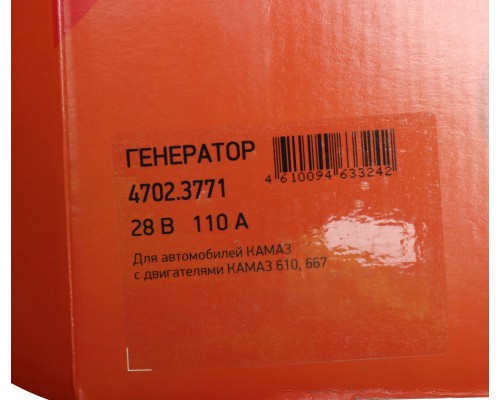 ГЕНЕРАТОР
4 610094 633242
4702.3771
28 В 110 А
Для автомобилей КАМАЗ
с двигателями КАМАЗ 610, 667